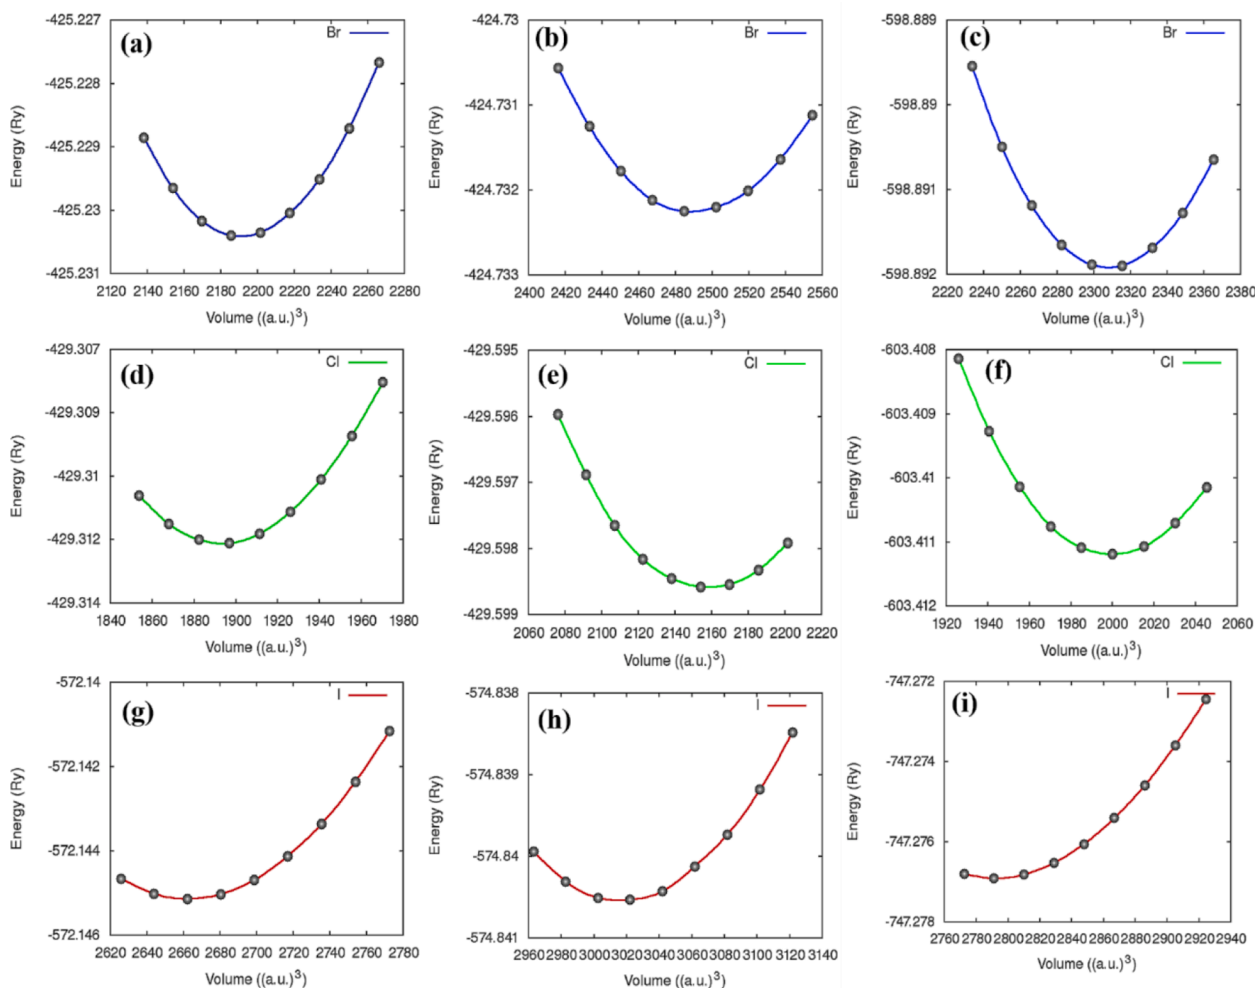 -425.227
(a)
Br
-425.228
-425.229
-425.23
-425.231
Energy (Ry)
2120 2140 2160 2180 2200 2220 2240 2260 2280
Volume ((a.u.)³)
-424.73
(b)
Br
-424.731
-424.732
-424.733
Energy (Ry)
2400 2420 2440 2460 2480 2500 2520 2540 2560
Volume ((a.u.)³)
-598.889
(c)
Br
-598.89
-598.891
-598.892
Energy (Ry)
2220 2240 2260 2280 2300 2320 2340 2360 2380
Volume ((a.u.)³)
-429.307
(d)
Cl
-429.309
-429.31
-429.312
-429.314
Energy (Ry)
1840 1860 1880 1900 1920 1940 1960 1980
Volume ((a.u.)³)
-429.595
(e)
Cl
-429.596
-429.597
-429.598
-429.599
Energy (Ry)
2060 2080 2100 2120 2140 2160 2180 2200 2220
Volume ((a.u.)³)
-603.408
(f)
Cl
-603.409
-603.41
-603.411
-603.412
Energy (Ry)
1920 1940 1960 1980 2000 2020 2040 2060
Volume ((a.u.)³)
-572.14
(g)
I
-572.142
-572.144
-572.146
Energy (Ry)
2620 2640 2660 2680 2700 2720 2740 2760 2780
Volume ((a.u.)³)
-574.838
(h)
I
-574.839
-574.84
-574.841
Energy (Ry)
2960 2980 3000 3020 3040 3060 3080 3100 3120 3140
Volume ((a.u.)³)
-747.272
(i)
I
-747.274
-747.276
-747.278
Energy (Ry)
2760 2780 2800 2820 2840 2860 2880 2900 2920 2940
Volume ((a.u.)³)